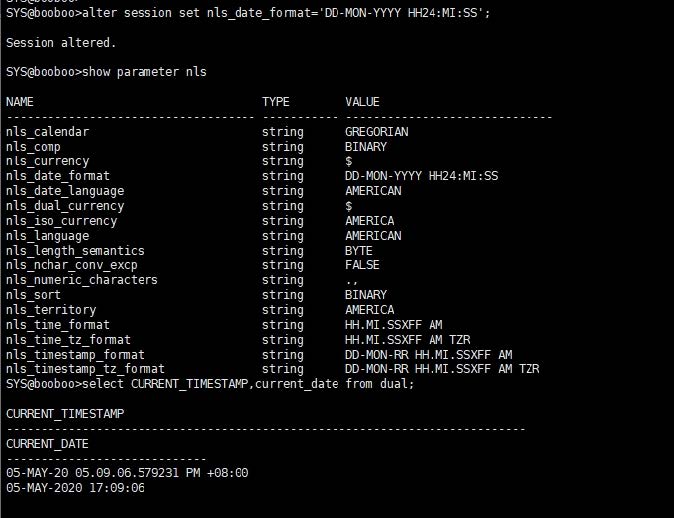 SYS@booboo>alter session set nls_date_format='DD-MON-YYYY HH24:MI:SS';
Session altered.
SYS@booboo>show parameter nls
NAME                                 TYPE        VALUE
------------------------------------ ----------- ------------------------------
nls_calendar                         string      GREGORIAN
nls_comp                             string      BINARY
nls_currency                         string      $
nls_date_format                      string      DD-MON-YYYY HH24:MI:SS
nls_date_language                    string      AMERICAN
nls_dual_currency                    string      $
nls_iso_currency                     string      AMERICA
nls_language                         string      AMERICAN
nls_length_semantics                 string      BYTE
nls_nchar_conv_excp                  string      FALSE
nls_numeric_characters               string      .,
nls_sort                             string      BINARY
nls_territory                        string      AMERICA
nls_time_format                      string      HH.MI.SSXFF AM
nls_time_tz_format                   string      HH.MI.SSXFF AM TZR
nls_timestamp_format                 string      DD-MON-RR HH.MI.SSXFF AM
nls_timestamp_tz_format              string      DD-MON-RR HH.MI.SSXFF AM TZR
SYS@booboo>select CURRENT_TIMESTAMP,current_date from dual;
CURRENT_TIMESTAMP
---------------------------------------------------------------------------
CURRENT_DATE
-----------------------------
05-MAY-20 05.09.06.579231 PM +08:00
05-MAY-2020 17:09:06